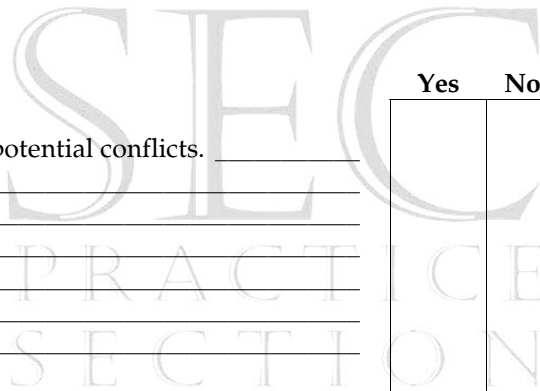 SEC
Yes No
potential conflicts.
PRACTICE
SECTION